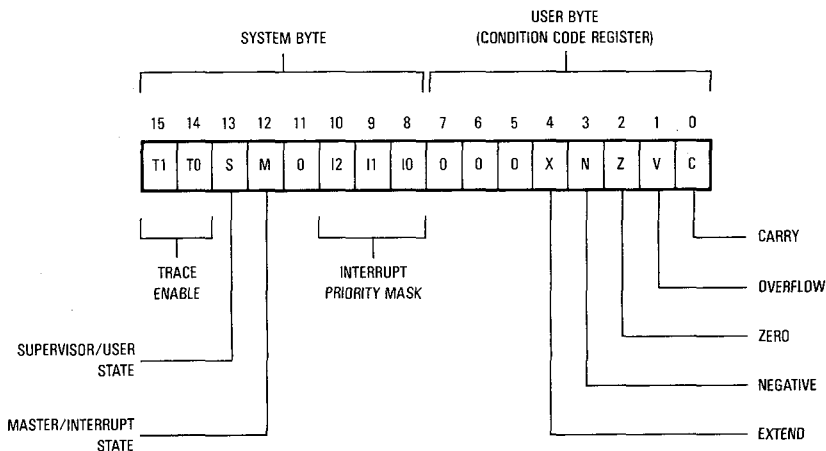 USER BYTE
SYSTEM BYTE (CONDITION CODE REGISTER)
15 14 13 12 11 10 9 8 7 6 5 4 3 2 1 0
T1 T0 S M 0 I2 I1 I0 0 0 0 X N Z V C
CARRY
TRACE INTERRUPT
ENABLE PRIORITY MASK
OVERFLOW
ZERO
SUPERVISOR/USER
STATE
NEGATIVE
MASTER/INTERRUPT
STATE
EXTEND